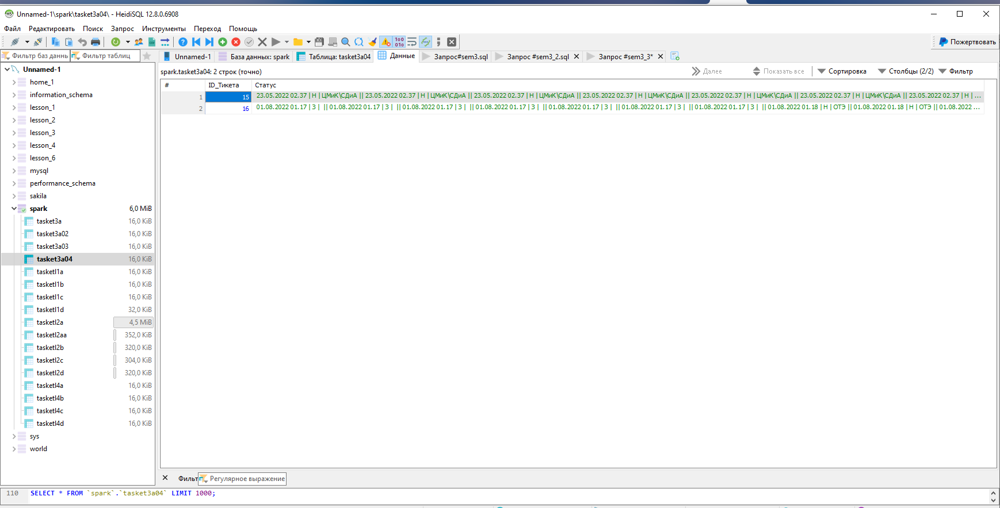 Unnamed-1\spark\tasket3a04\ - HeidiSQL 12.8.0.6908
Файл Редактировать Поиск Запрос Инструменты Переход Помощь
Пожертвовать
Фильтр баз данн Фильтр таблиц
Unnamed-1 База данных: spark Таблица: tasket3a04 Данные Запрос#sem3.sql Запрос #sem3_2.sql Запрос #sem3_3*
spark.tasket3a04: 2 строк (точно) Далее Показать все Сортировка Столбцы (2/2) Фильтр
# ID_Тикета Статус
1 15 23.05.2022 02.37 | Н | ЦМиК\СДиА || 23.05.2022 02.37 | Н | ЦМиК\СДиА || 23.05.2022 02.37 | Н | ЦМиК\СДиА || 23.05.2022 02.37 | Н | ЦМиК\СДиА || 23.05.2022 02.37 | Н | ЦМиК\СДиА || 23.05.2022 02.37 | Н | ЦМиК\СДиА || 23.05.2022 02.37 | Н | ...
2 16 01.08.2022 01.17 | З | || 01.08.2022 01.17 | З | || 01.08.2022 01.17 | З | || 01.08.2022 01.17 | З | || 01.08.2022 01.17 | З | || 01.08.2022 01.17 | З | || 01.08.2022 01.17 | З | || 01.08.2022 01.18 | Н | ОТЭ || 01.08.2022 01.18 | Н | ОТЭ || 01.08.2022 ...
Unnamed-1
home_1
information_schema
lesson_1
lesson_2
lesson_3
lesson_4
lesson_6
mysql
performance_schema
sakila
spark 6,0 MiB
tasket3a 16,0 KiB
tasket3a02 16,0 KiB
tasket3a03 16,0 KiB
tasket3a04 16,0 KiB
tasketl1a 16,0 KiB
tasketl1b 16,0 KiB
tasketl1c 16,0 KiB
tasketl1d 32,0 KiB
tasketl2a 4,5 MiB
tasketl2aa 352,0 KiB
tasketl2b 320,0 KiB
tasketl2c 304,0 KiB
tasketl2d 320,0 KiB
tasketl4a 16,0 KiB
tasketl4b 16,0 KiB
tasketl4c 16,0 KiB
tasketl4d 16,0 KiB
sys
world
Фильт Регулярное выражение
110 SELECT * FROM `spark`.`tasket3a04` LIMIT 1000;